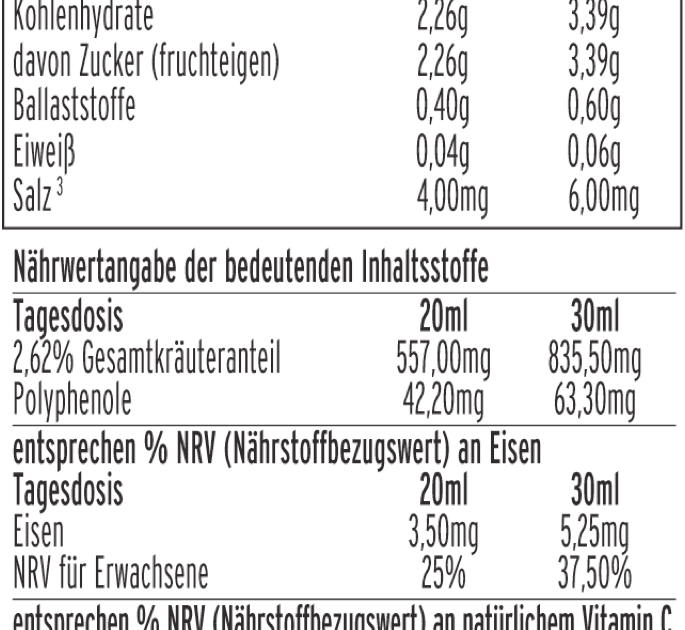 Kohlenhydrate 2,26g 3,39g
davon Zucker (fruchteigen) 2,26g 3,39g
Ballaststoffe 0,40g 0,60g
Eiweiß 0,04g 0,06g
Salz ³ 4,00mg 6,00mg
Nährwertangabe der bedeutenden Inhaltsstoffe
Tagesdosis 20ml 30ml
2,62% Gesamtkräuteranteil 557,00mg 835,50mg
Polyphenole 42,20mg 63,30mg
entsprechen % NRV (Nährstoffbezugswert) an Eisen
Tagesdosis 20ml 30ml
Eisen 3,50mg 5,25mg
NRV für Erwachsene 25% 37,50%
entsprechen % NRV (Nährstoffbezugswert) an natürlichem Vitamin C